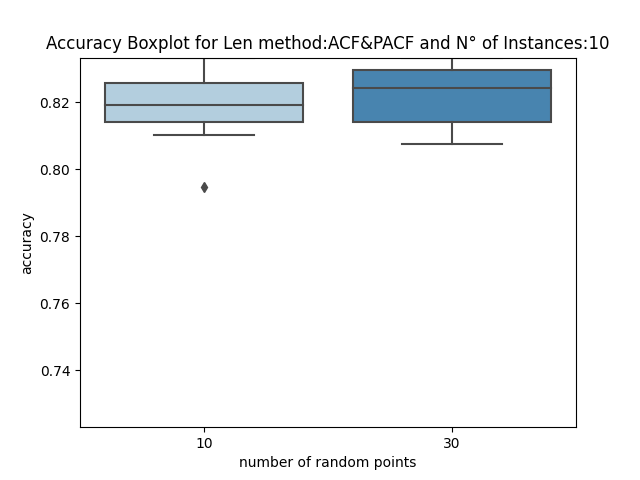 Accuracy Boxplot for Len method:ACF&PACF and N° of Instances:10
0.82
0.80
0.78
0.76
0.74
accuracy
10
30
number of random points